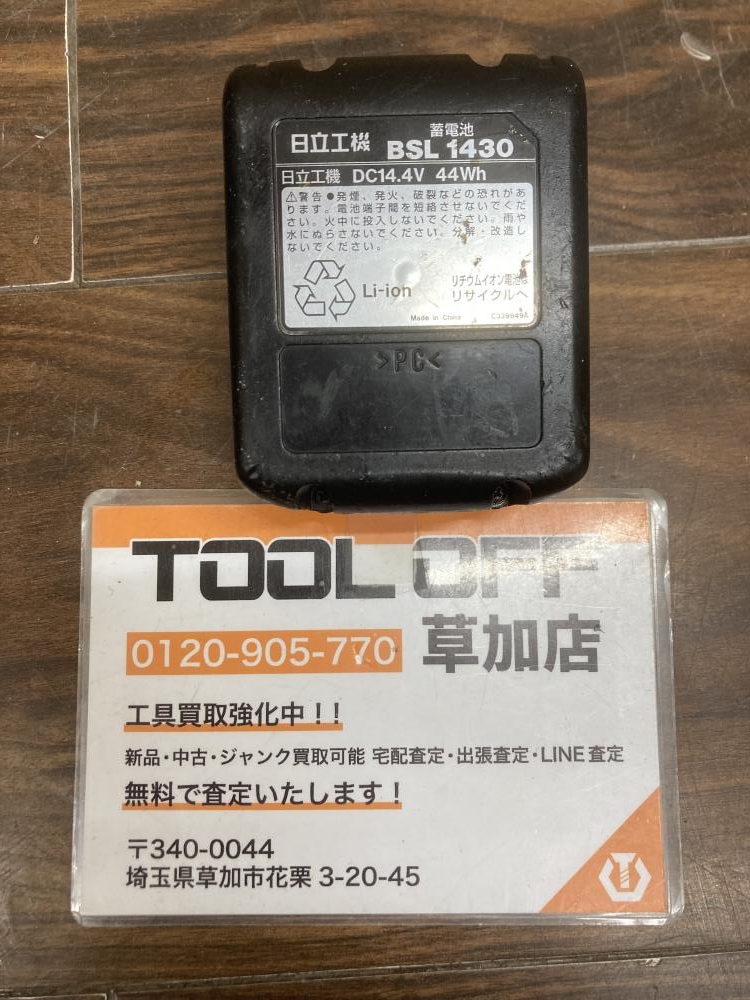 日立工機
蓄電池
BSL 1430
日立工機 DC14.4V 44Wh
⚠警告 ●発煙、発火、破裂などの恐れがあ
ります。電池端子間を短絡させないでくだ
さい。火中に投入しないでください。雨や
水にぬらさないでください。分解・改造し
ないでください。
Li-ion
リチウムイオン電池は
リサイクルへ
Made in China
C339649A
>PC<
TOOL OFF
0120-905-770 草加店
工具買取強化中!!
新品・中古・ジャンク買取可能 宅配査定・出張査定・LINE査定
無料で査定いたします!
〒340-0044
埼玉県草加市花栗3-20-45